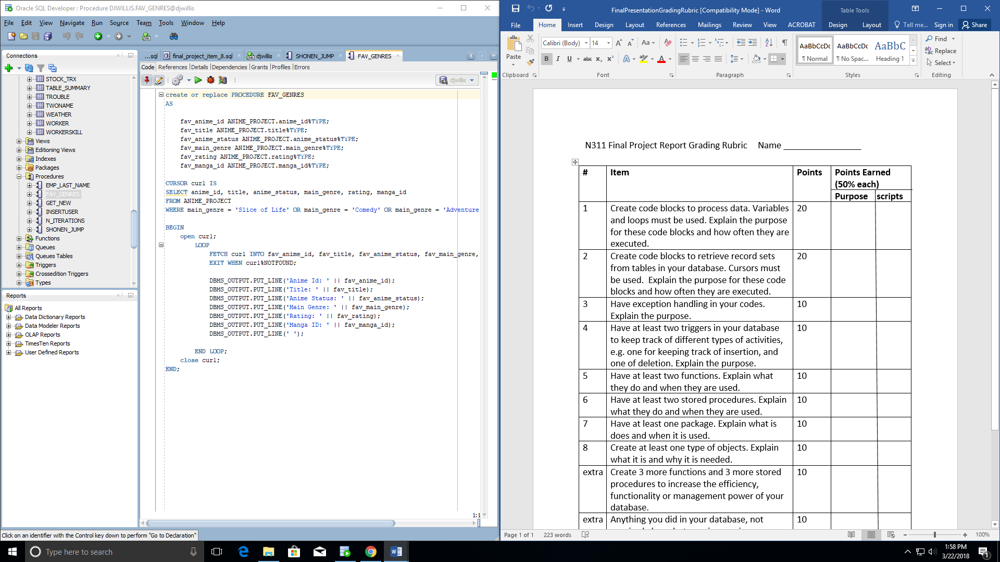 Oracle SQL Developer : Procedure DJWILLIS.FAV_GENRES@djwillis
File Edit View Navigate Run Source Team Tools Window Help
Connections
STOCK_TRX
TABLE_SUMMARY
TROUBLE
TWONAME
WEATHER
WORKER
WORKERSKILL
Views
Editioning Views
Indexes
Packages
Procedures
EMP_LAST_NAME
FAV_GENRES
GET_NEW
INSERTUSER
N_ITERATIONS
SHONEN_JUMP
Functions
Queues
Queues Tables
Triggers
Crossedition Triggers
Types
Reports
All Reports
Data Dictionary Reports
Data Modeler Reports
OLAP Reports
TimesTen Reports
User Defined Reports
Click on an identifier with the Control key down to perform "Go to Declaration"
...sql final_project_item_8.sql djwillis SHONEN_JUMP FAV_GENRES
Code References Details Dependencies Grants Profiles Errors
djwillis
create or replace PROCEDURE FAV_GENRES
AS
fav_anime_id ANIME_PROJECT.anime_id%TYPE;
fav_title ANIME_PROJECT.title%TYPE;
fav_anime_status ANIME_PROJECT.anime_status%TYPE;
fav_main_genre ANIME_PROJECT.main_genre%TYPE;
fav_rating ANIME_PROJECT.rating%TYPE;
fav_manga_id ANIME_PROJECT.manga_id%TYPE;
CURSOR curl IS
SELECT anime_id, title, anime_status, main_genre, rating, manga_id
FROM ANIME_PROJECT
WHERE main_genre = 'Slice of Life' OR main_genre = 'Comedy' OR main_genre = 'Adventure
BEGIN
open curl;
LOOP
FETCH curl INTO fav_anime_id, fav_title, fav_anime_status, fav_main_genre,
EXIT WHEN curl%NOTFOUND;
DBMS_OUTPUT.PUT_LINE('Anime Id: ' || fav_anime_id);
DBMS_OUTPUT.PUT_LINE('Title: ' || fav_title);
DBMS_OUTPUT.PUT_LINE('Anime Status: ' || fav_anime_status);
DBMS_OUTPUT.PUT_LINE('Main Genre: ' || fav_main_genre);
DBMS_OUTPUT.PUT_LINE('Rating: ' || fav_rating);
DBMS_OUTPUT.PUT_LINE('Manga ID: ' || fav_manga_id);
DBMS_OUTPUT.PUT_LINE(' ');
END LOOP;
close curl;
END;
1:1
FinalPresentationGradingRubric [Compatibility Mode] - Word
Table Tools
File Home Insert Design Layout References Mailings Review View ACROBAT Design Layout Tell me... Sign in Share
Paste
Clipboard
Calibri (Body) 14
B I U abc x₂ x²
Font
Paragraph
AaBbCcDc AaBbCcDc AaBbC
¶ Normal ¶ No Spac... Heading 1
Styles
Find
Replace
Select
Editing
N311 Final Project Report Grading Rubric Name _________________
# Item Points Points Earned
(50% each)
Purpose scripts
1 Create code blocks to process data. Variables 20
and loops must be used. Explain the purpose
for these code blocks and how often they are
executed.
2 Create code blocks to retrieve record sets 20
from tables in your database. Cursors must
be used. Explain the purpose for these code
blocks and how often they are executed.
3 Have exception handling in your codes. 10
Explain the purpose.
4 Have at least two triggers in your database 10
to keep track of different types of activities,
e.g. one for keeping track of insertion, and
one of deletion. Explain the purpose.
5 Have at least two functions. Explain what 10
they do and when they are used.
6 Have at least two stored procedures. Explain 10
what they do and when they are used.
7 Have at least one package. Explain what is 10
does and when it is used.
8 Create at least one type of objects. Explain 10
what it is and why it is needed.
extra Create 3 more functions and 3 more stored 10
procedures to increase the efficiency,
functionality or management power of your
database.
extra Anything you did in your database, not 10
Page 1 of 1 223 words
100%
Type here to search
1:58 PM
3/22/2018
1